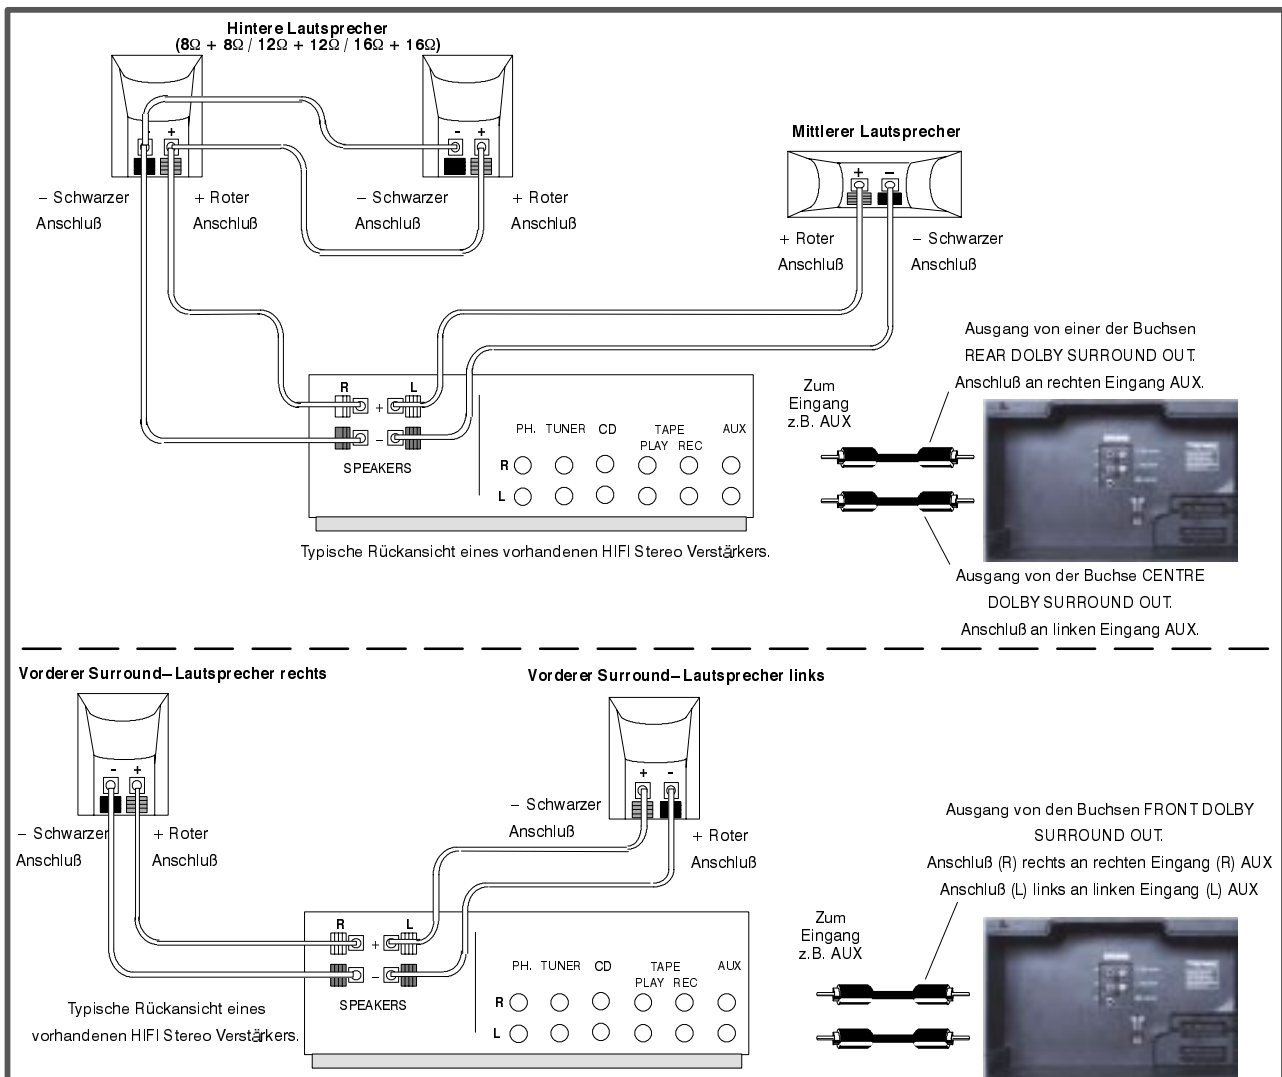 Hintere Lautsprecher
(8Ω + 8Ω / 12Ω + 12Ω / 16Ω + 16Ω)
- +
- +
– Schwarzer
Anschluß
+ Roter
Anschluß
– Schwarzer
Anschluß
+ Roter
Anschluß
Mittlerer Lautsprecher
+ –
+ Roter
Anschluß
– Schwarzer
Anschluß
R L
+
–
SPEAKERS
PH. TUNER CD TAPE AUX
PLAY REC
R
L
Typische Rückansicht eines vorhandenen HIFI Stereo Verstärkers.
Zum
Eingang
z.B. AUX
Ausgang von einer der Buchsen
REAR DOLBY SURROUND OUT.
Anschluß an rechten Eingang AUX.
Ausgang von der Buchse CENTRE
DOLBY SURROUND OUT.
Anschluß an linken Eingang AUX.
Vorderer Surround–Lautsprecher rechts
Vorderer Surround–Lautsprecher links
- +
+ -
– Schwarzer
Anschluß
+ Roter
Anschluß
– Schwarzer
Anschluß
+ Roter
Anschluß
R L
+
–
SPEAKERS
PH. TUNER CD TAPE AUX
PLAY REC
R
L
Typische Rückansicht eines
vorhandenen HIFI Stereo Verstärkers.
Zum
Eingang
z.B. AUX
Ausgang von den Buchsen FRONT DOLBY
SURROUND OUT.
Anschluß (R) rechts an rechten Eingang (R) AUX
Anschluß (L) links an linken Eingang (L) AUX